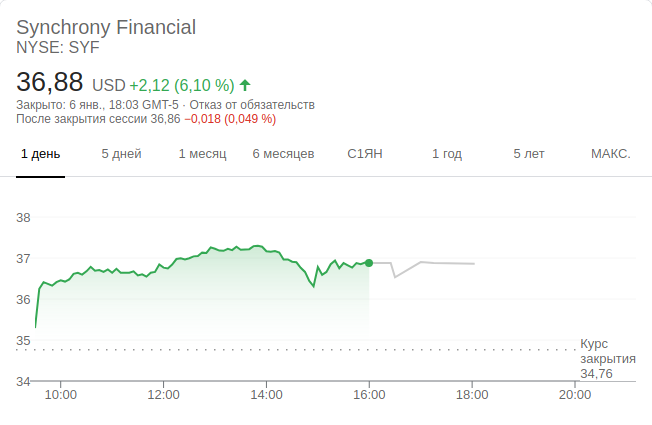 Synchrony Financial
NYSE: SYF
36,88 USD +2,12 (6,10 %)
Закрыто: 6 янв., 18:03 GMT-5 · Отказ от обязательств
После закрытия сессии 36,86 −0,018 (0,049 %)
1 день 5 дней 1 месяц 6 месяцев С1ЯН 1 год 5 лет МАКС.
38
37
36
35
Курс
закрытия
34,76
34
10:00 12:00 14:00 16:00 18:00 20:00